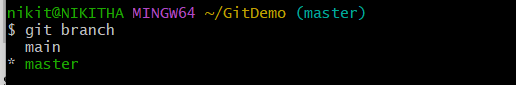 nikit@NIKITHA MINGW64 ~/GitDemo (master)
$ git branch
  main
* master